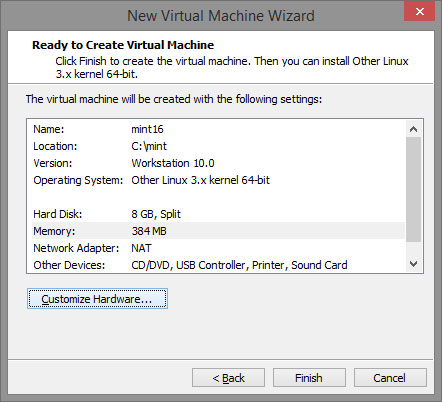 New Virtual Machine Wizard
Ready to Create Virtual Machine
Click Finish to create the virtual machine. Then you can install Other Linux
3.x kernel 64-bit.
The virtual machine will be created with the following settings:
Name: mint16
Location: C:\mint
Version: Workstation 10.0
Operating System: Other Linux 3.x kernel 64-bit
Hard Disk: 8 GB, Split
Memory: 384 MB
Network Adapter: NAT
Other Devices: CD/DVD, USB Controller, Printer, Sound Card
Customize Hardware...
< Back Finish Cancel